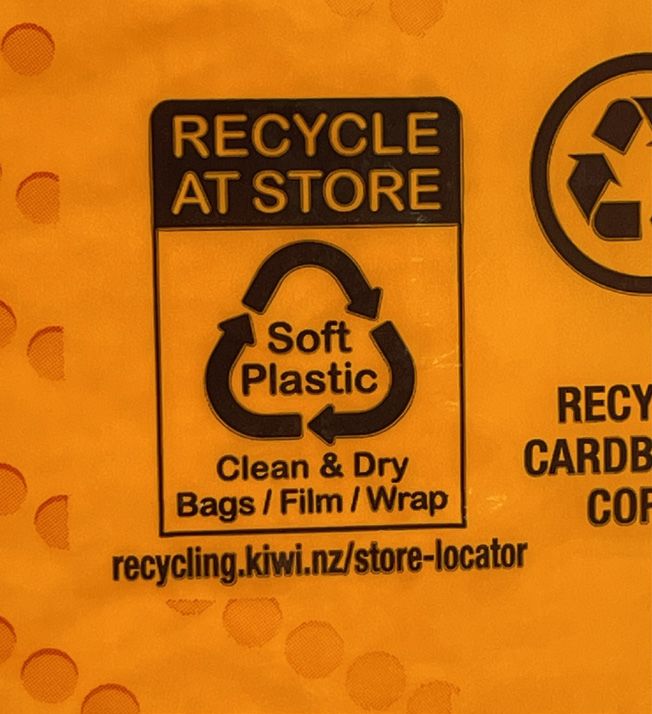 RECYCLE
AT STORE
Soft
Plastic
Clean & Dry
Bags / Film / Wrap
recycling.kiwi.nz/store-locator